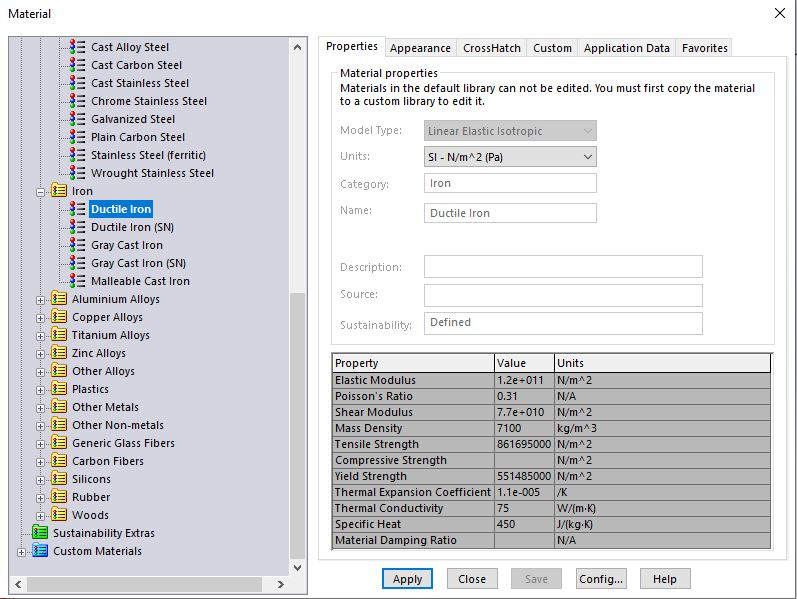 Material
Cast Alloy Steel
Cast Carbon Steel
Cast Stainless Steel
Chrome Stainless Steel
Galvanized Steel
Plain Carbon Steel
Stainless Steel (ferritic)
Wrought Stainless Steel
Iron
Ductile Iron
Ductile Iron (SN)
Gray Cast Iron
Gray Cast Iron (SN)
Malleable Cast Iron
Aluminium Alloys
Copper Alloys
Titanium Alloys
Zinc Alloys
Other Alloys
Plastics
Other Metals
Other Non-metals
Generic Glass Fibers
Carbon Fibers
Silicons
Rubber
Woods
Sustainability Extras
Custom Materials
Properties Appearance CrossHatch Custom Application Data Favorites
Material properties
Materials in the default library can not be edited. You must first copy the material
to a custom library to edit it.
Model Type: Linear Elastic Isotropic
Units: SI - N/m^2 (Pa)
Category: Iron
Name: Ductile Iron
Description:
Source:
Sustainability: Defined
Property Value Units
Elastic Modulus 1.2e+011 N/m^2
Poisson's Ratio 0.31 N/A
Shear Modulus 7.7e+010 N/m^2
Mass Density 7100 kg/m^3
Tensile Strength 861695000 N/m^2
Compressive Strength N/m^2
Yield Strength 551485000 N/m^2
Thermal Expansion Coefficient 1.1e-005 /K
Thermal Conductivity 75 W/(m·K)
Specific Heat 450 J/(kg·K)
Material Damping Ratio N/A
Apply Close Save Config... Help